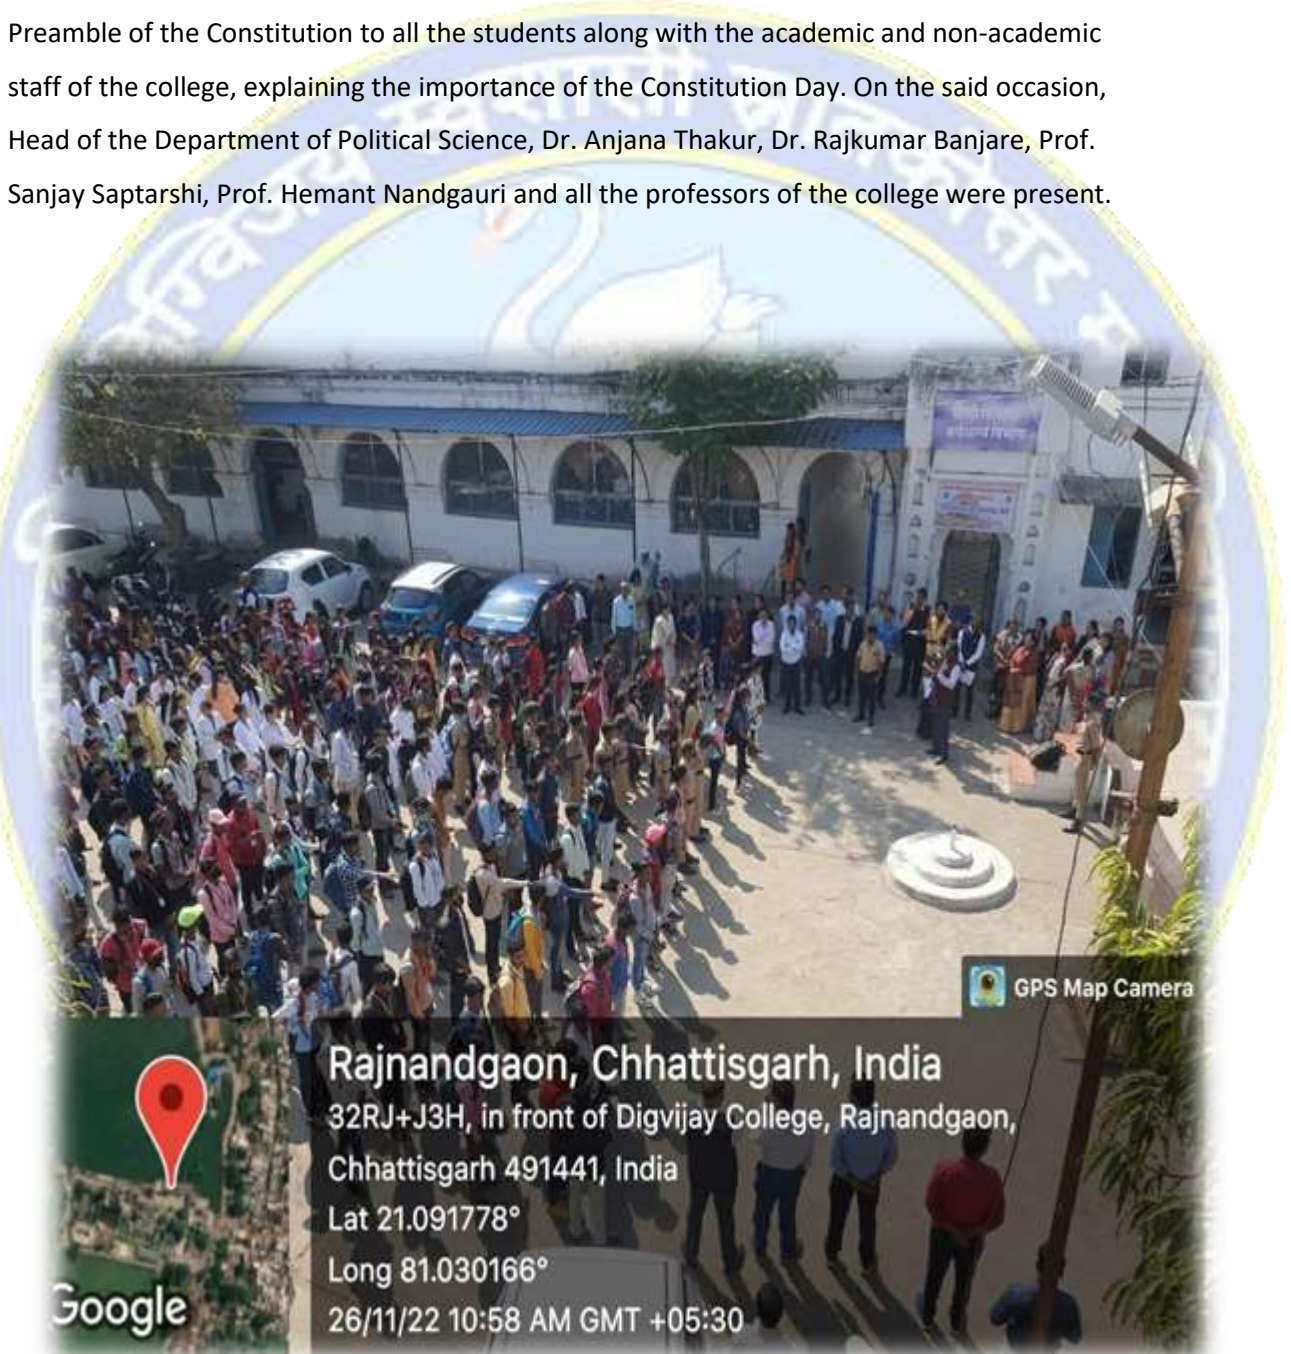 Preamble of the Constitution to all the students along with the academic and non-academic
staff of the college, explaining the importance of the Constitution Day. On the said occasion,
Head of the Department of Political Science, Dr. Anjana Thakur, Dr. Rajkumar Banjare, Prof.
Sanjay Saptarshi, Prof. Hemant Nandgauri and all the professors of the college were present.
GPS Map Camera
Rajnandgaon, Chhattisgarh, India
32RJ+J3H, in front of Digvijay College, Rajnandgaon,
Chhattisgarh 491441, India
Lat 21.091778°
Long 81.030166°
26/11/22 10:58 AM GMT +05:30
Google